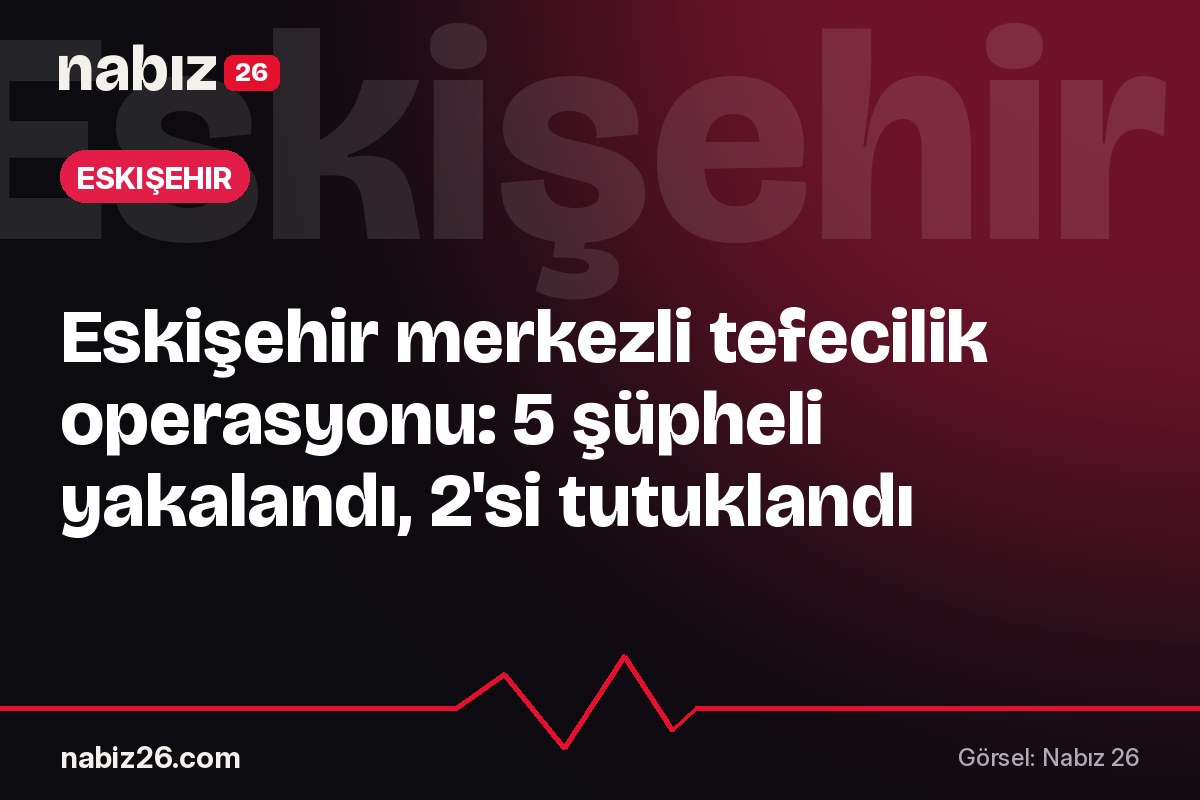 Eskişehir
nabız 26
ESKIŞEHIR
Eskişehir merkezli tefecilik
operasyonu: 5 şüpheli
yakalandı, 2'si tutuklandı
nabiz26.com
Görsel: Nabız 26